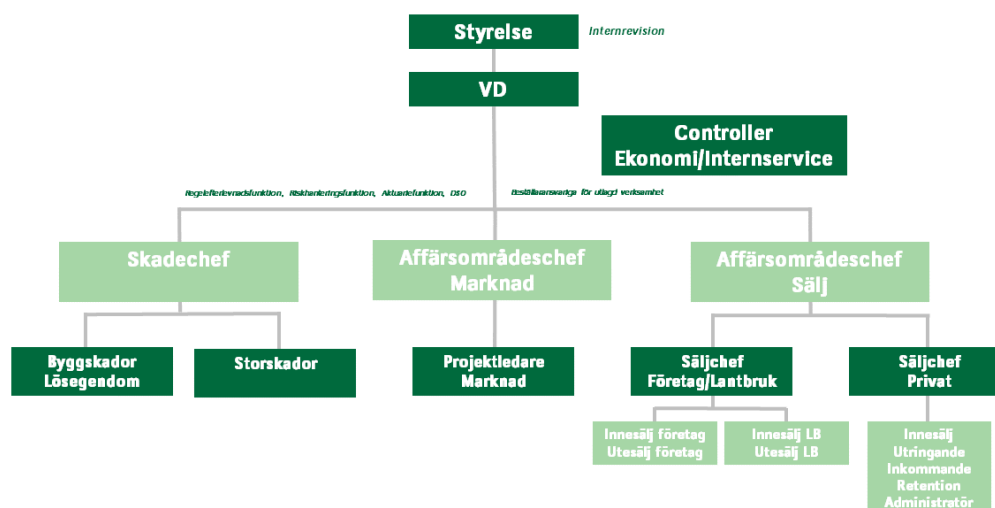 Styrelse
Internrevision
VD
Controller
Ekonomi/Internservice
Regelefterlevnadsfunktion, Riskhanteringsfunktion, Aktuariefunktion, DSO
Beställaransvariga för utlagd verksamhet
Skadechef
Affärsområdeschef
Marknad
Affärsområdeschef
Sälj
Byggskador
Lösegendom
Storskador
Projektledare
Marknad
Säljchef
Företag/Lantbruk
Säljchef
Privat
Innesälj företag
Utesälj företag
Innesälj LB
Utesälj LB
Innesälj
Utringande
Inkommande
Retention
Administratör